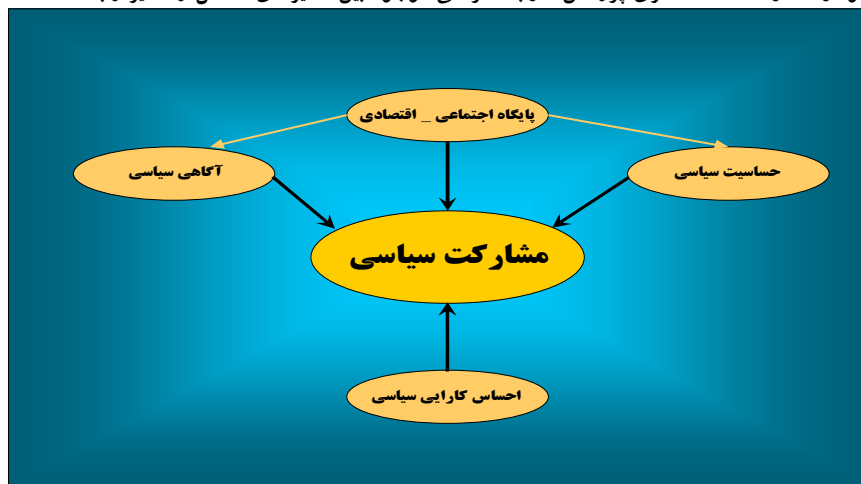 پایگاه اجتماعی _ اقتصادی
حساسیت سیاسی
آگاهی سیاسی
مشارکت سیاسی
احساس کارایی سیاسی